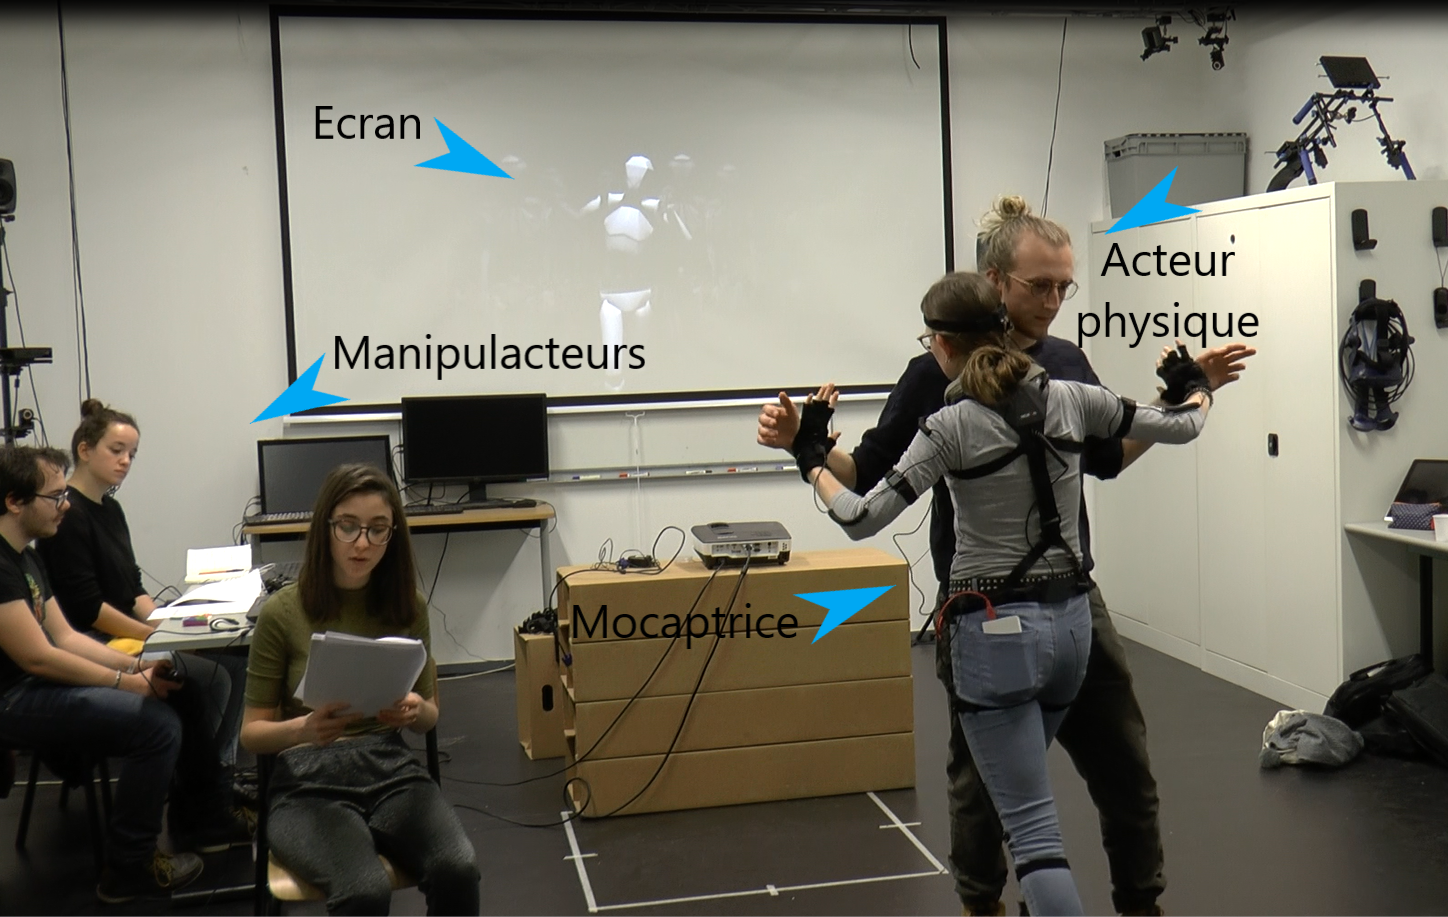 Ecran
Acteur
physique
Manipulacteurs
Mocaptrice